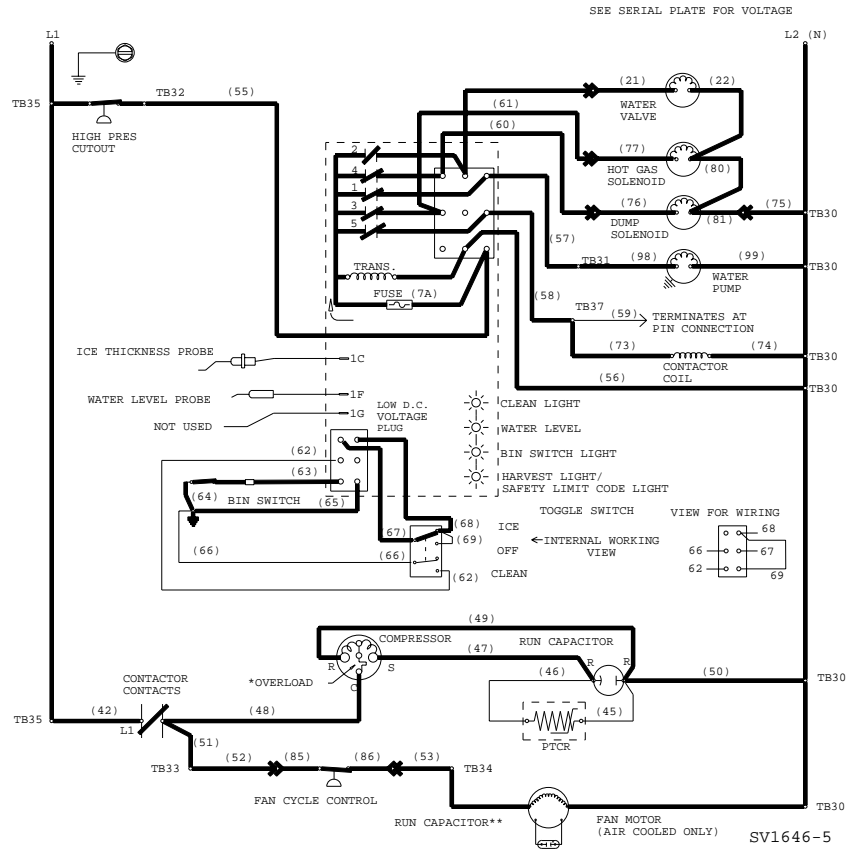 SEE SERIAL PLATE FOR VOLTAGE
L1
L2 (N)
TB35
TB32
(55)
HIGH PRES
CUTOUT
(21)
(22)
WATER
VALVE
(61)
(60)
(77)
(80)
HOT GAS
SOLENOID
(76)
(81)
(75)
TB30
DUMP
SOLENOID
2
4
1
3
5
(57)
TB31
(98)
(99)
TB30
WATER
PUMP
TRANS.
FUSE (7A)
(58)
TB37
(59)
TERMINATES AT
PIN CONNECTION
(73)
(74)
TB30
CONTACTOR
COIL
(56)
TB30
ICE THICKNESS PROBE
1C
WATER LEVEL PROBE
1F
NOT USED
1G
LOW D.C.
VOLTAGE
PLUG
CLEAN LIGHT
WATER LEVEL
BIN SWITCH LIGHT
HARVEST LIGHT/
SAFETY LIMIT CODE LIGHT
(62)
(63)
(64)
BIN SWITCH
(65)
(66)
(67)
(68)
(69)
(66)
(62)
TOGGLE SWITCH
ICE
OFF
CLEAN
INTERNAL WORKING
VIEW
VIEW FOR WIRING
68
66
67
62
69
(49)
COMPRESSOR
(47)
RUN CAPACITOR
R
S
C
*OVERLOAD
R
R
(46)
(50)
TB30
(45)
PTCR
CONTACTOR
CONTACTS
TB35
(42)
L1
(48)
(51)
TB33
(52)
(85)
(86)
(53)
TB34
FAN CYCLE CONTROL
RUN CAPACITOR**
FAN MOTOR
(AIR COOLED ONLY)
TB30
SV1646-5